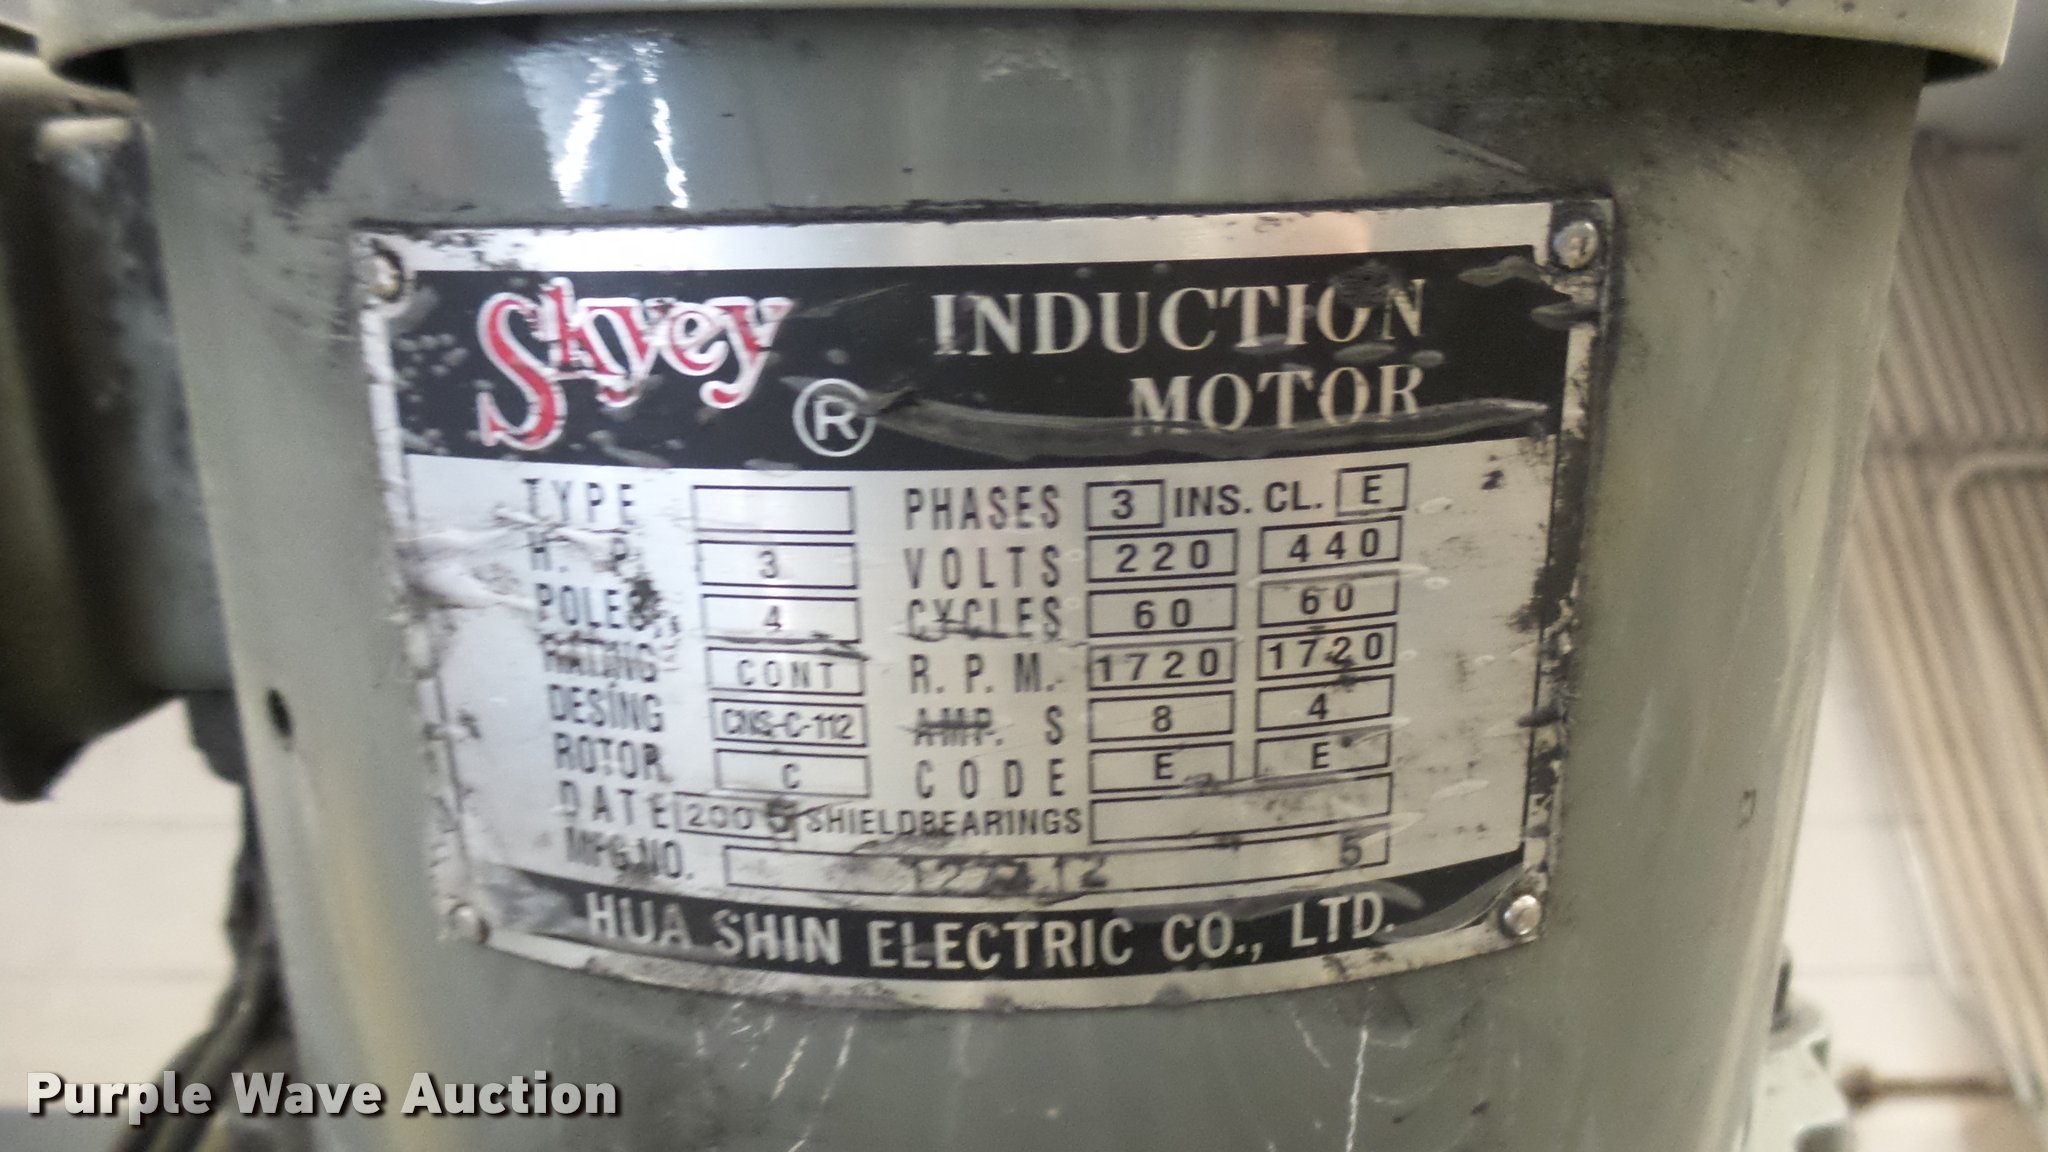 Skyey ® INDUCTION
MOTOR
TYPE PHASES 3 INS. CL. E
H. P. 3 VOLTS 220 440
POLES 4 CYCLES 60 60
RATING CONT R. P. M. 1720 1720
DESING CNS-C-112 AMP. S 8 4
ROTOR C CODE E E
DATE 2005 SHIELDBEARINGS
MFG.NO. 5
HUA SHIN ELECTRIC CO., LTD.
Purple Wave Auction